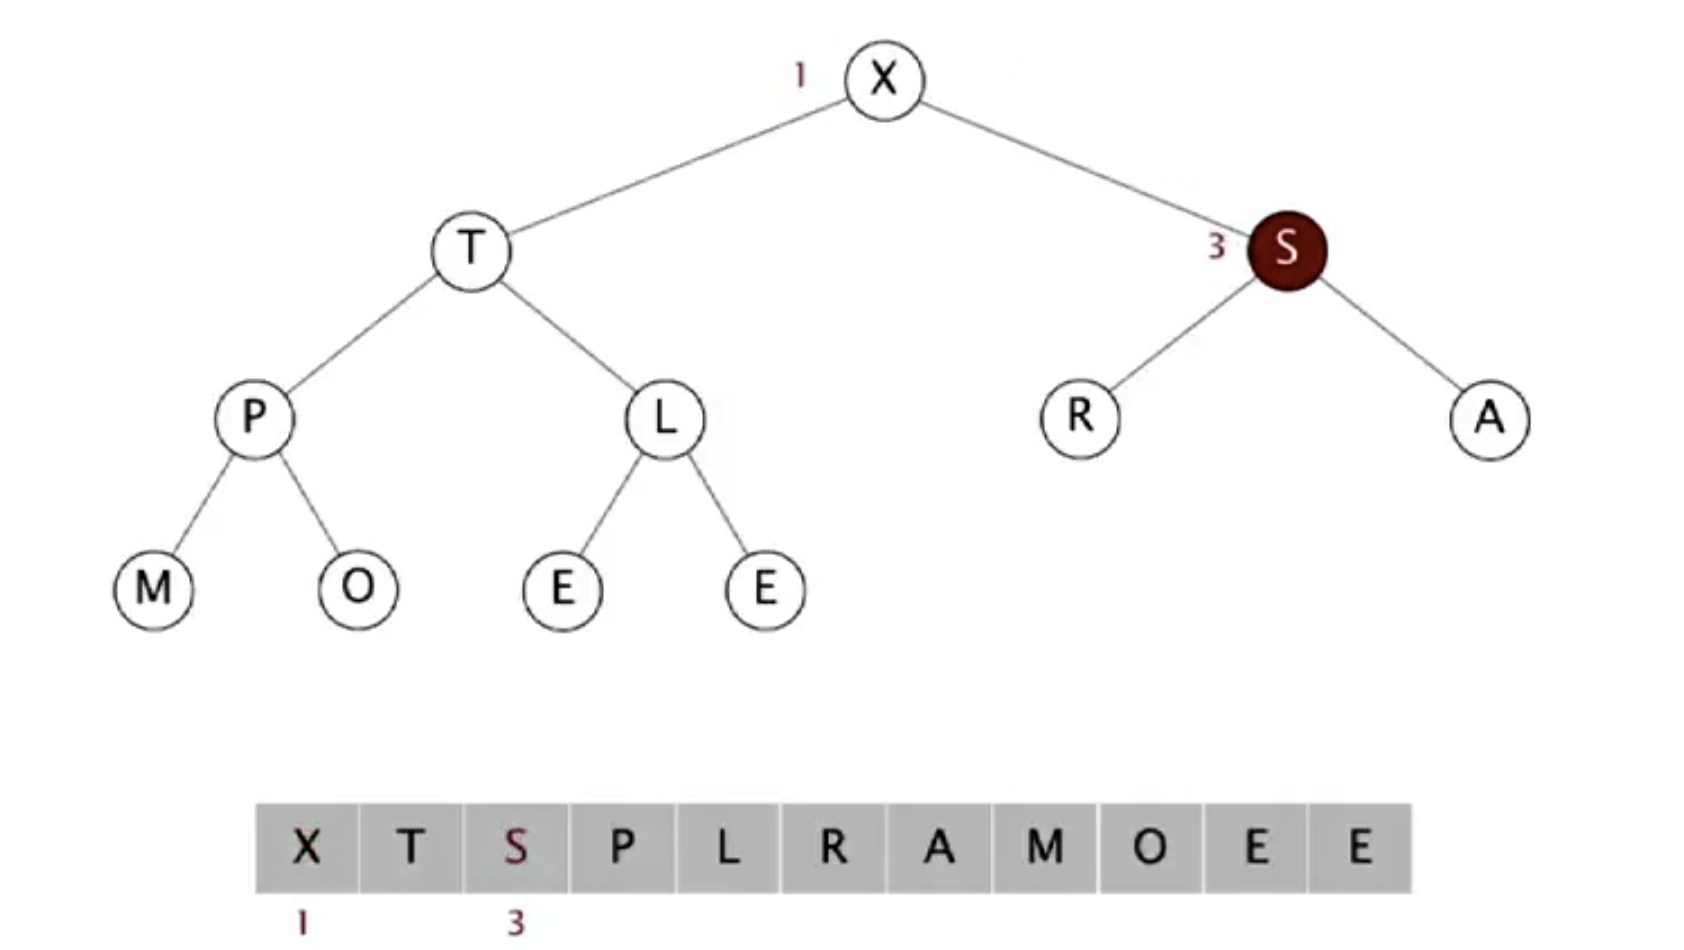 1 X
T 3 S
P L R A
M O E E
X T S P L R A M O E E
1 3